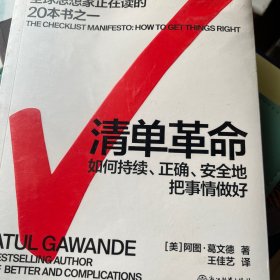 全球思想家正在读的
20本书之一
THE CHECKLIST MANIFESTO: HOW TO GET THINGS RIGHT
清单革命
如何持续、正确、安全地
把事情做好
ATUL GAWANDE
BESTSELLING AUTHOR
OF BETTER AND COMPLICATIONS
[美]阿图·葛文德 著
王佳艺 译